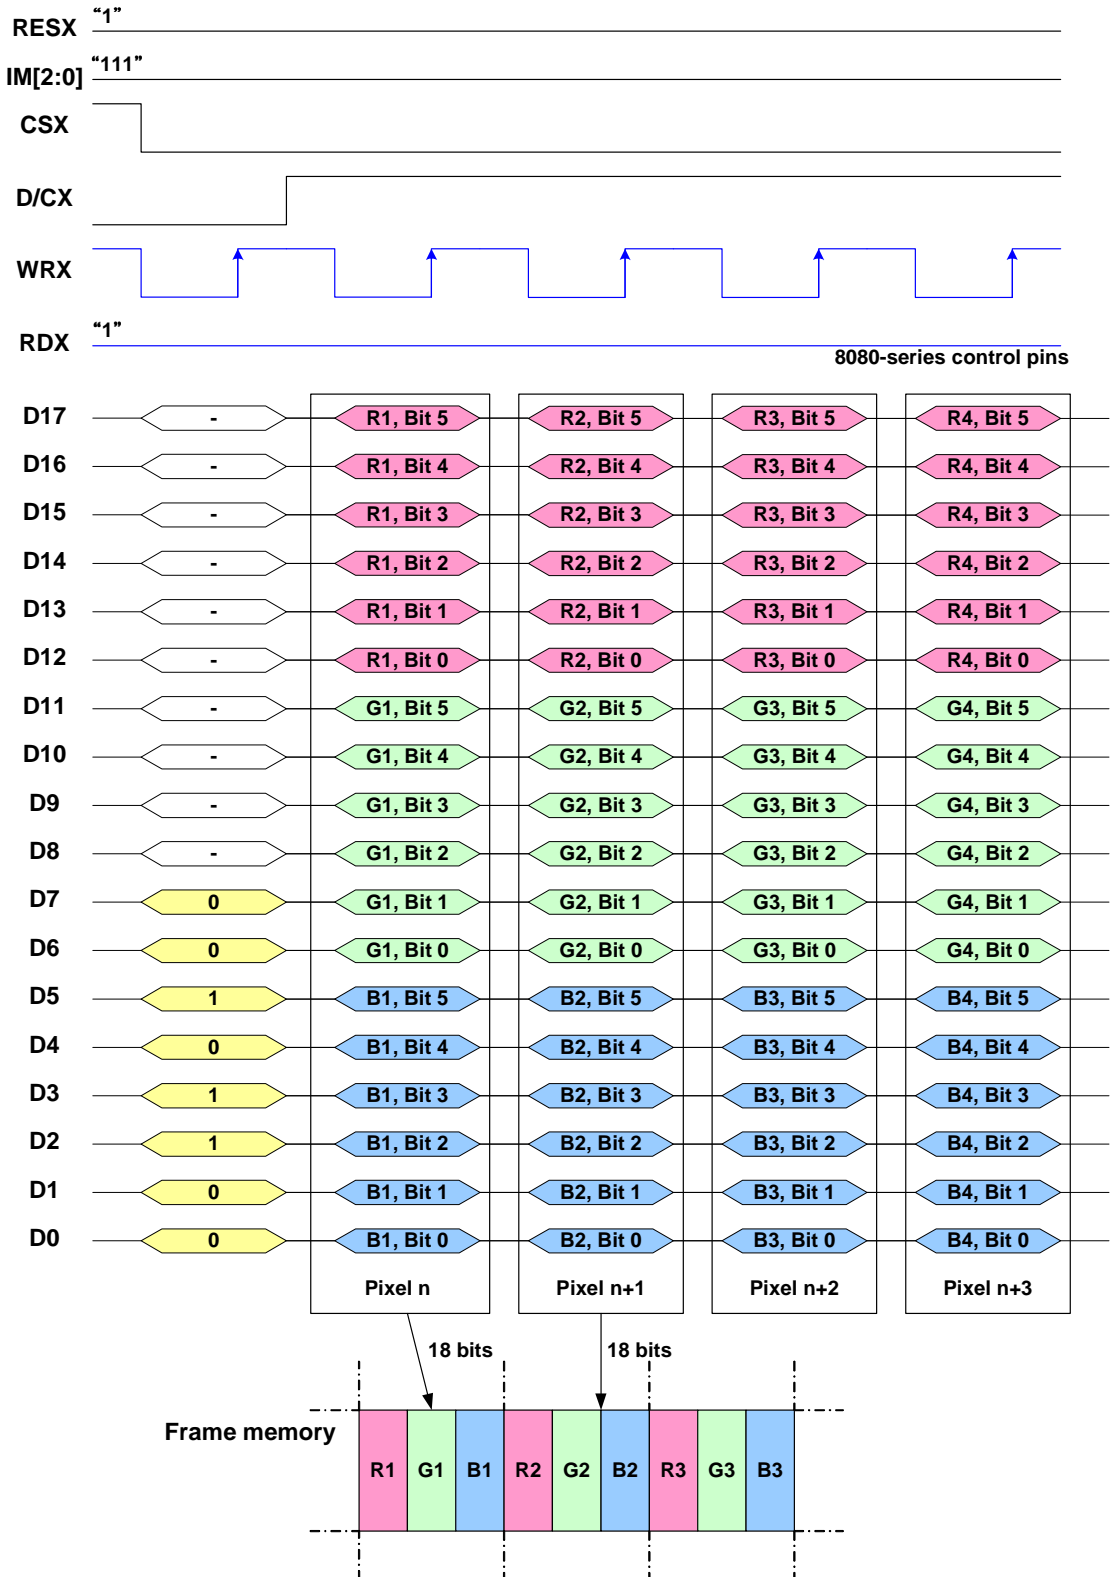 RESX “1”
IM[2:0] “111”
CSX
D/CX
WRX
RDX “1”
8080-series control pins
D17 - R1, Bit 5 R2, Bit 5 R3, Bit 5 R4, Bit 5
D16 - R1, Bit 4 R2, Bit 4 R3, Bit 4 R4, Bit 4
D15 - R1, Bit 3 R2, Bit 3 R3, Bit 3 R4, Bit 3
D14 - R1, Bit 2 R2, Bit 2 R3, Bit 2 R4, Bit 2
D13 - R1, Bit 1 R2, Bit 1 R3, Bit 1 R4, Bit 1
D12 - R1, Bit 0 R2, Bit 0 R3, Bit 0 R4, Bit 0
D11 - G1, Bit 5 G2, Bit 5 G3, Bit 5 G4, Bit 5
D10 - G1, Bit 4 G2, Bit 4 G3, Bit 4 G4, Bit 4
D9 - G1, Bit 3 G2, Bit 3 G3, Bit 3 G4, Bit 3
D8 - G1, Bit 2 G2, Bit 2 G3, Bit 2 G4, Bit 2
D7 0 G1, Bit 1 G2, Bit 1 G3, Bit 1 G4, Bit 1
D6 0 G1, Bit 0 G2, Bit 0 G3, Bit 0 G4, Bit 0
D5 1 B1, Bit 5 B2, Bit 5 B3, Bit 5 B4, Bit 5
D4 0 B1, Bit 4 B2, Bit 4 B3, Bit 4 B4, Bit 4
D3 1 B1, Bit 3 B2, Bit 3 B3, Bit 3 B4, Bit 3
D2 1 B1, Bit 2 B2, Bit 2 B3, Bit 2 B4, Bit 2
D1 0 B1, Bit 1 B2, Bit 1 B3, Bit 1 B4, Bit 1
D0 0 B1, Bit 0 B2, Bit 0 B3, Bit 0 B4, Bit 0
Pixel n Pixel n+1 Pixel n+2 Pixel n+3
18 bits 18 bits
Frame memory
R1 G1 B1 R2 G2 B2 R3 G3 B3